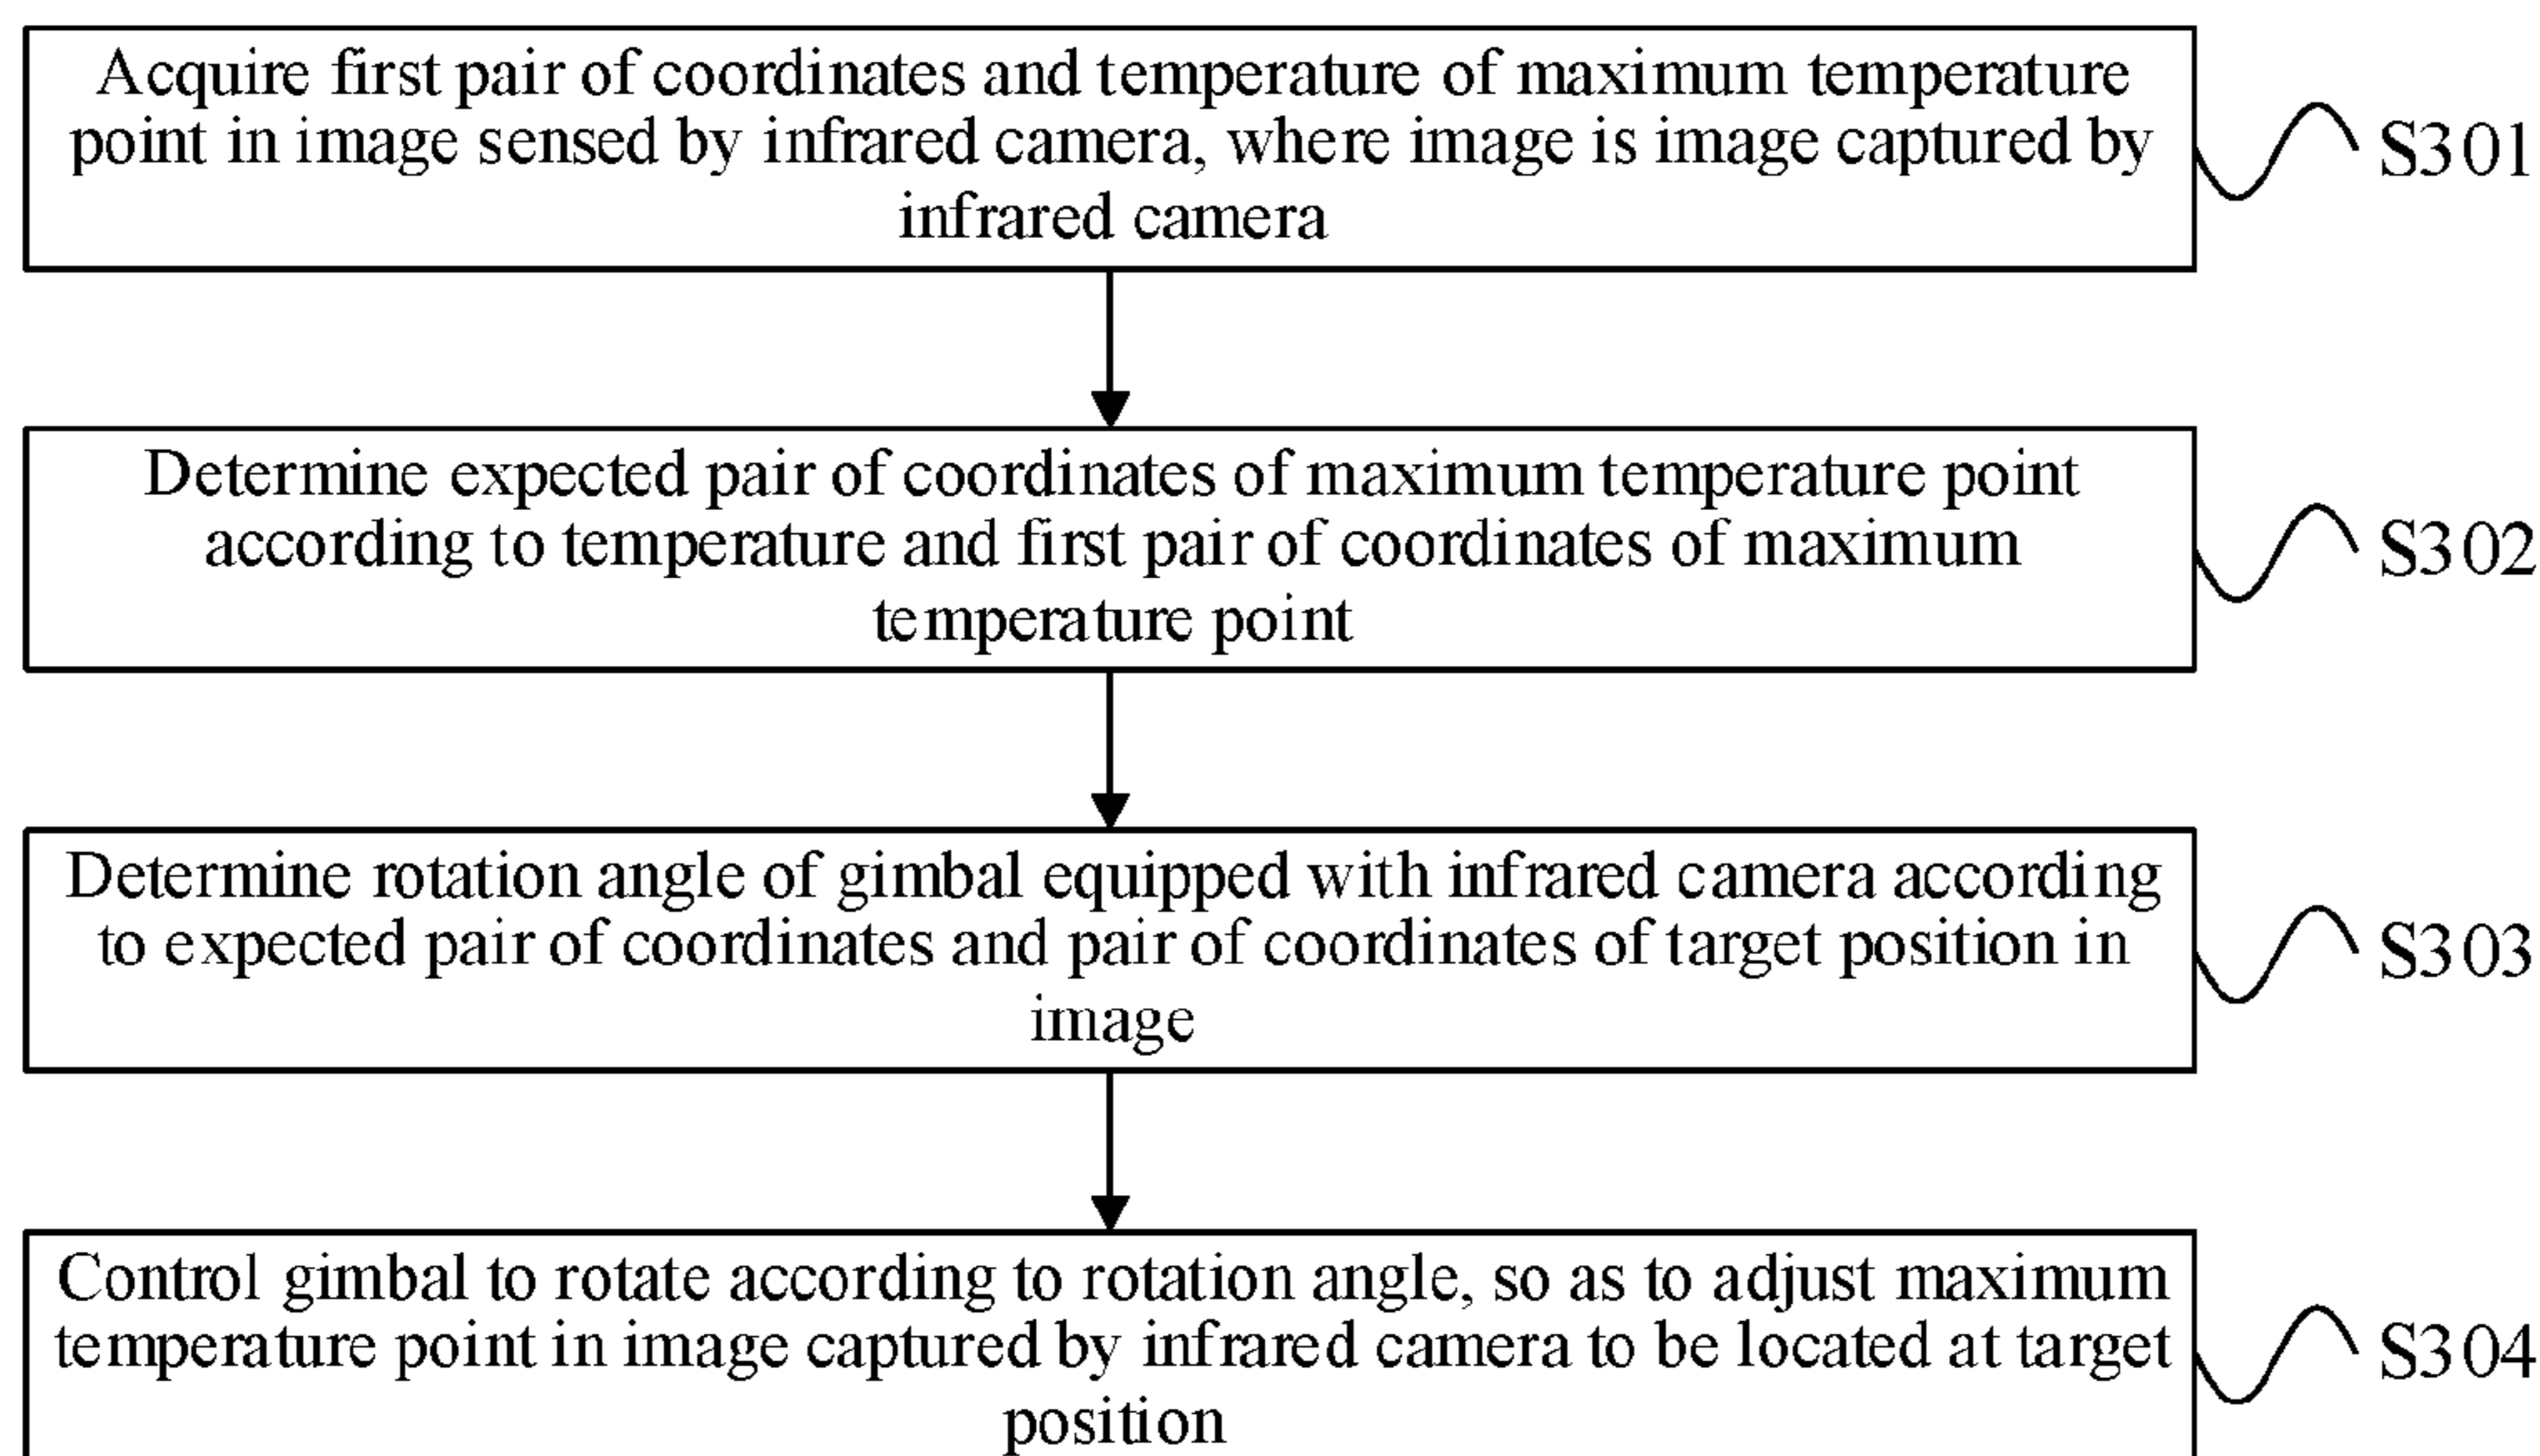 Acquire first pair of coordinates and temperature of maximum temperature
point in image sensed by infrared camera, where image is image captured by
infrared camera
S301
Determine expected pair of coordinates of maximum temperature point
according to temperature and first pair of coordinates of maximum
temperature point
S302
Determine rotation angle of gimbal equipped with infrared camera according
to expected pair of coordinates and pair of coordinates of target position in
image
S303
Control gimbal to rotate according to rotation angle, so as to adjust maximum
temperature point in image captured by infrared camera to be located at target
position
S304